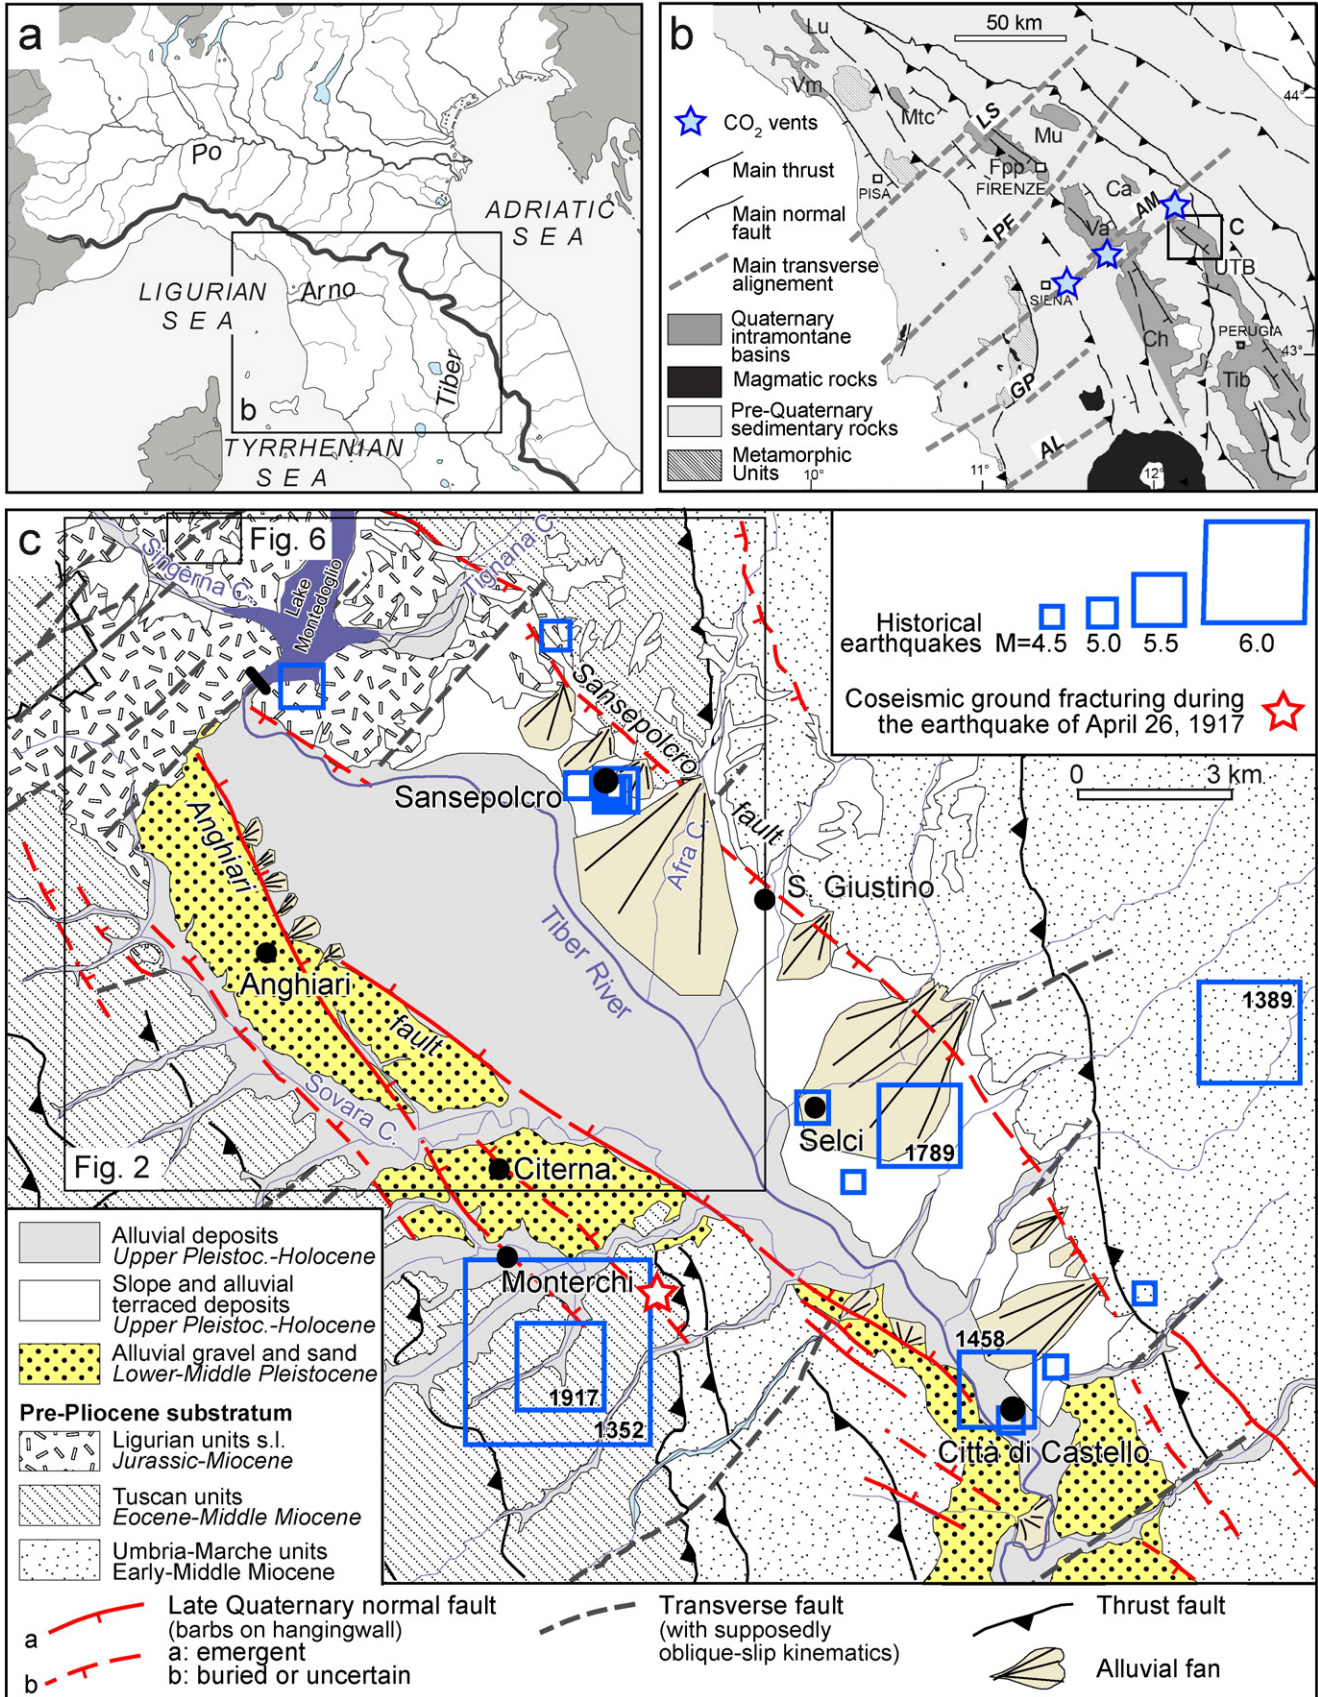 a
Po
ADRIATIC
SEA
LIGURIAN
SEA
Arno
Tiber
b
TYRRHENIAN
SEA
b
50 km
Lu
Vm
Mtc
LS
Mu
Fpp
FIRENZE
PISA
44°
CO2 vents
Main thrust
Main normal
fault
Main transverse
alignement
Quaternary
intramontane
basins
Magmatic rocks
Pre-Quaternary
sedimentary rocks
Metamorphic
Units
PF
Ca
AM
Va
C
UTB
SIENA
PERUGIA
43°
Ch
Tib
GP
AL
10°
11°
12°
c
Fig. 6
Singerna C.
Lake
Montedoglio
Tignana C.
Historical
earthquakes
M=4.5
5.0
5.5
6.0
Coseismic ground fracturing during
the earthquake of April 26, 1917
0
3 km
Sansepolcro
fault
Sansepolcro
Afra C.
S. Giustino
Anghiari
fault
Anghiari
Tiber River
1389
Sovara C.
Selci
1789
Citerna
Fig. 2
Monterchi
1917
1352
1458
Città di Castello
Alluvial deposits
Upper Pleistoc.-Holocene
Slope and alluvial
terraced deposits
Upper Pleistoc.-Holocene
Alluvial gravel and sand
Lower-Middle Pleistocene
Pre-Pliocene substratum
Ligurian units s.l.
Jurassic-Miocene
Tuscan units
Eocene-Middle Miocene
Umbria-Marche units
Early-Middle Miocene
a
b
Late Quaternary normal fault
(barbs on hangingwall)
a: emergent
b: buried or uncertain
Transverse fault
(with supposedly
oblique-slip kinematics)
Thrust fault
Alluvial fan